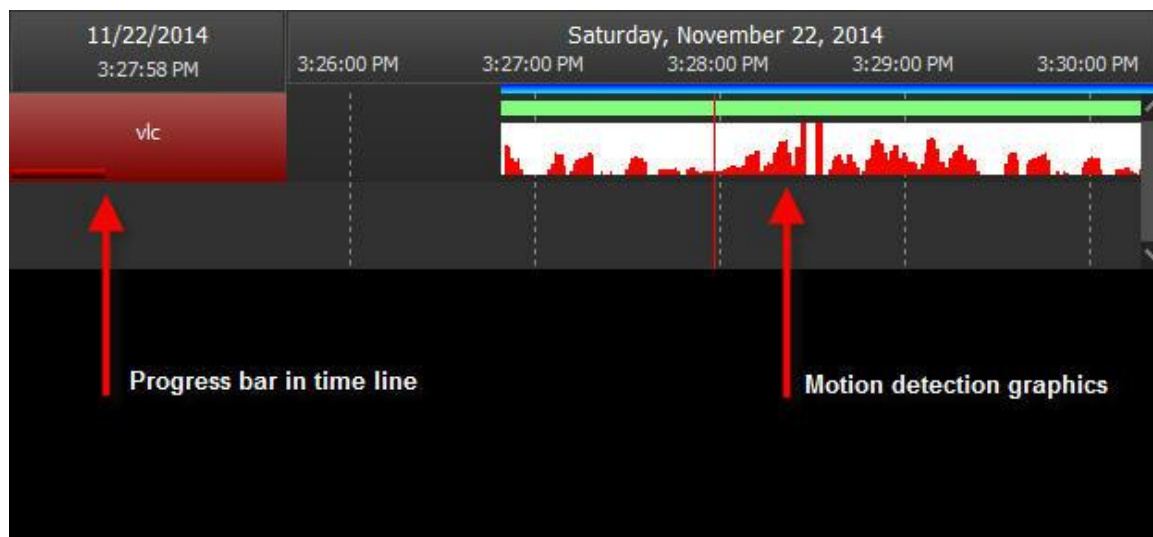 11/22/2014
3:27:58 PM
Saturday, November 22, 2014
3:26:00 PM 3:27:00 PM 3:28:00 PM 3:29:00 PM 3:30:00 PM
vlc
Progress bar in time line
Motion detection graphics